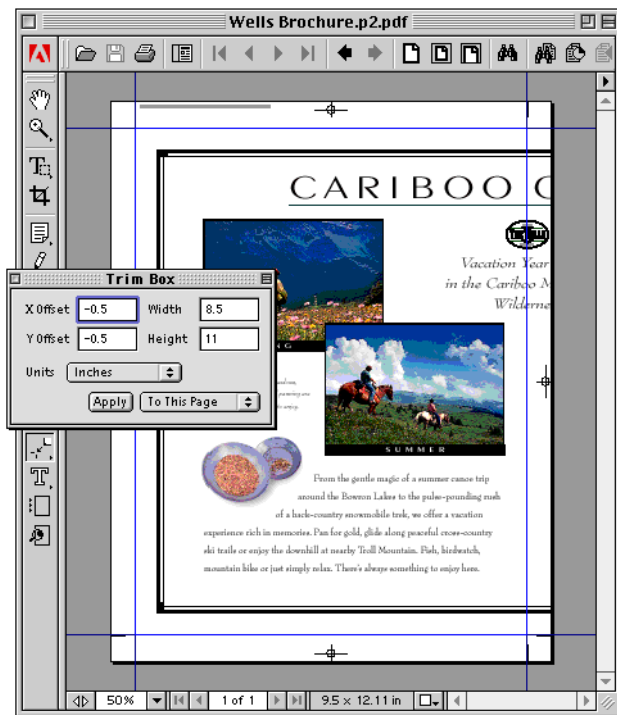 Wells Brochure.p2.pdf
CARIBOO C
Vacation Year
in the Cariboo M
Wilderne
Trim Box
X Offset -0.5 Width 8.5
Y Offset -0.5 Height 11
Units Inches
Apply To This Page
NG
to enjoy.
SUMMER
From the gentle magic of a summer canoe trip
around the Bowron Lakes to the pulse-pounding rush
of a back-country snowmobile trek, we offer a vacation
experience rich in memories. Pan for gold, glide along peaceful cross-country
ski trails or enjoy the downhill at nearby Troll Mountain. Fish, birdwatch,
mountain bike or just simply relax. There's always something to enjoy here.
50% 1 of 1 9.5 x 12.11 in